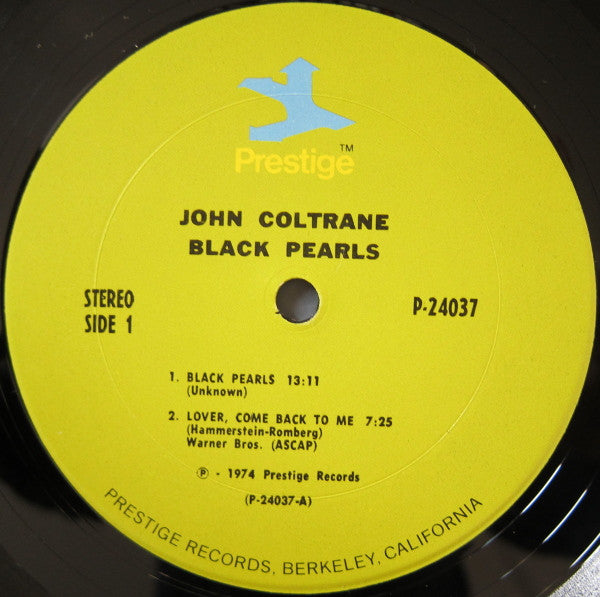 Prestige™
JOHN COLTRANE
BLACK PEARLS
STEREO
SIDE 1
P-24037
1. BLACK PEARLS 13:11
(Unknown)
2. LOVER, COME BACK TO ME 7:25
(Hammerstein-Romberg)
Warner Bros. (ASCAP)
℗ - 1974 Prestige Records
(P-24037-A)
PRESTIGE RECORDS, BERKELEY, CALIFORNIA